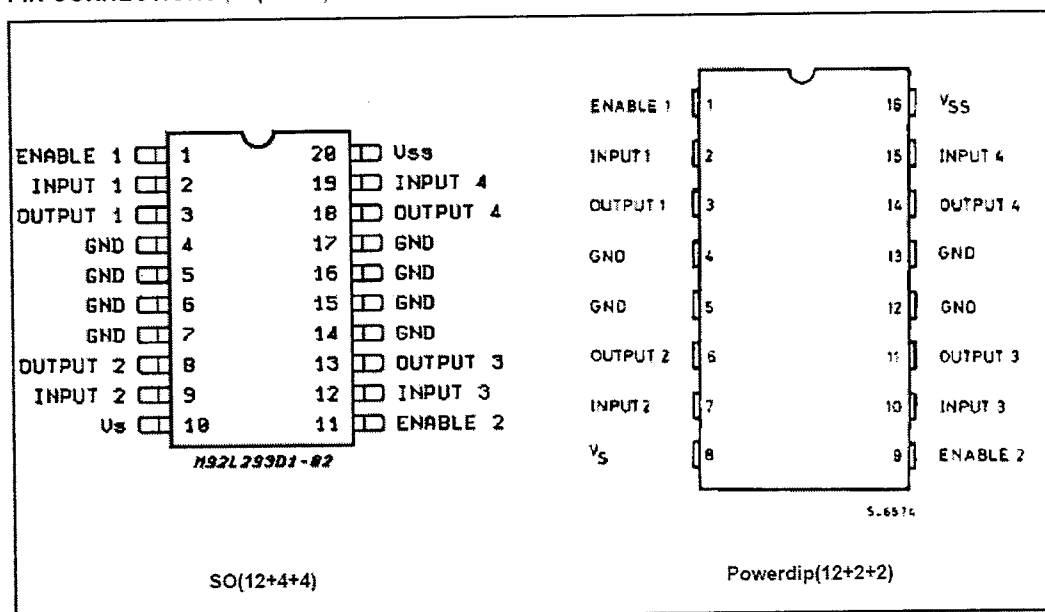 ENABLE 1 1 20 Vss
INPUT 1 2 19 INPUT 4
OUTPUT 1 3 18 OUTPUT 4
GND 4 17 GND
GND 5 16 GND
GND 6 15 GND
GND 7 14 GND
OUTPUT 2 8 13 OUTPUT 3
INPUT 2 9 12 INPUT 3
Vs 10 11 ENABLE 2
M92L293D1-02
SO(12+4+4)
ENABLE 1 1 16 VSS
INPUT 1 2 15 INPUT 4
OUTPUT 1 3 14 OUTPUT 4
GND 4 13 GND
GND 5 12 GND
OUTPUT 2 6 11 OUTPUT 3
INPUT 2 7 10 INPUT 3
VS 8 9 ENABLE 2
S-6574
Powerdip(12+2+2)